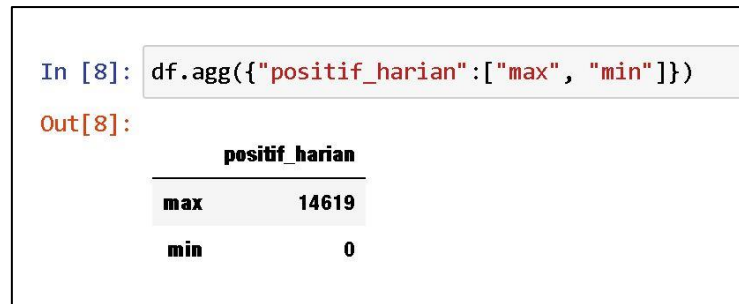 In [8]: df.agg({"positif_harian":["max", "min"]})
Out[8]:
positif_harian
max 14619
min 0